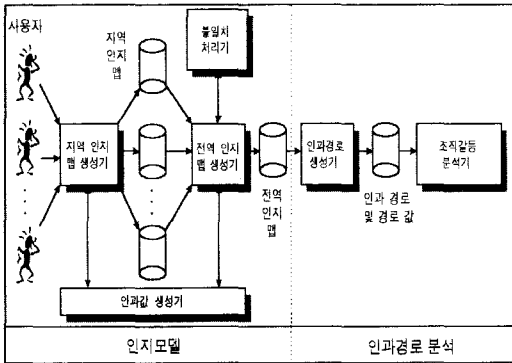 사용자
지역
인지
맵
불일치
처리기
지역 인지
맵 생성기
전역 인지
맵 생성기
인과경로
생성기
조직갈등
분석기
전역
인지
맵
인과 경로
및 경로 값
인과값 생성기
인지모델
인과경로 분석